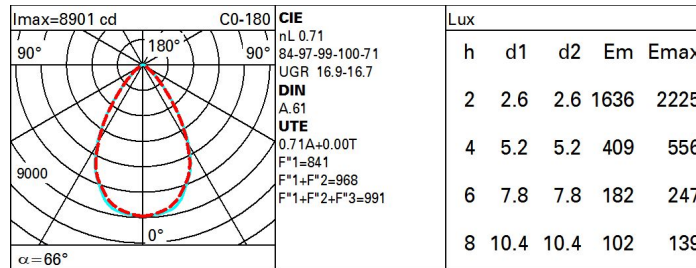 Imax=8901 cd C0-180
90° 180° 90°
9000
0°
α=66°
CIE
nL 0.71
84-97-99-100-71
UGR 16.9-16.7
DIN
A.61
UTE
0.71A+0.00T
F"1=841
F"1+F"2=968
F"1+F"2+F"3=991
Lux
h d1 d2 Em Emax
2 2.6 2.6 1636 2225
4 5.2 5.2 409 556
6 7.8 7.8 182 247
8 10.4 10.4 102 139